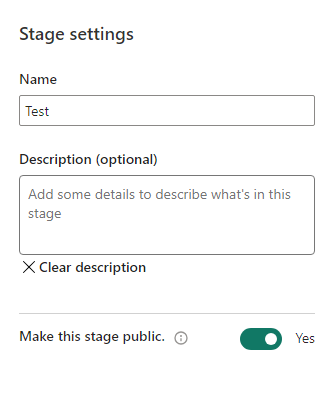 Stage settings
Name
Test
Description (optional)
Add some details to describe what's in this
stage
Clear description
Make this stage public.
Yes